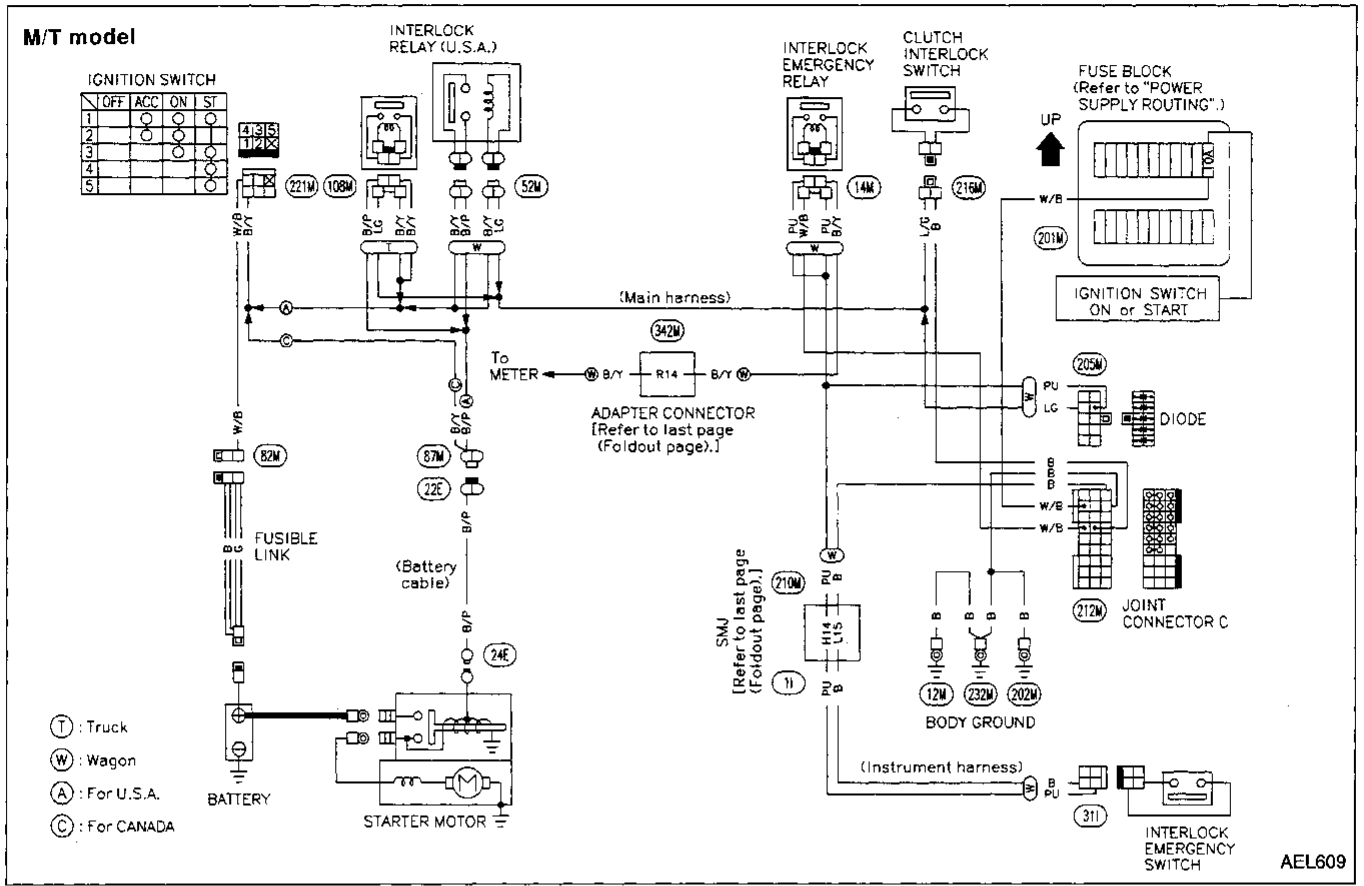 M/T model
INTERLOCK
RELAY (U.S.A.)
INTERLOCK
EMERGENCY
RELAY
CLUTCH
INTERLOCK
SWITCH
FUSE BLOCK
(Refer to "POWER
SUPPLY ROUTING".)
IGNITION SWITCH
OFF ACC ON ST
1
2
3
4
5
4 3 5
1 2
UP
10A
221M
108M
52M
14M
216M
W/B
201M
W/B
B/Y
B/P
LG
B/Y
B/Y
B/P
B/P
B/Y
LG
PU
W/B
PU
B/Y
L/G
B
T
W
W
IGNITION SWITCH
ON or START
A
(Main harness)
C
342M
To
METER
W B/Y R14 B/Y W
205M
PU
LG
W
DIODE
ADAPTER CONNECTOR
[Refer to last page
(Foldout page).]
C
A
B/Y
B/P
W/B
82M
87M
22E
B
B
B
W/B
W/B
B/P
B
G
FUSIBLE
LINK
(Battery
cable)
W
PU
B
210M
SMJ
[Refer to last page
(Foldout page).]
H14
L15
1I
PU
B
212M
JOINT
CONNECTOR C
B
B
B
B
12M
232M
202M
BODY GROUND
B/P
24E
T : Truck
W : Wagon
A : For U.S.A.
C : For CANADA
BATTERY
M
STARTER MOTOR
(Instrument harness)
W
B
PU
31I
INTERLOCK
EMERGENCY
SWITCH
AEL609